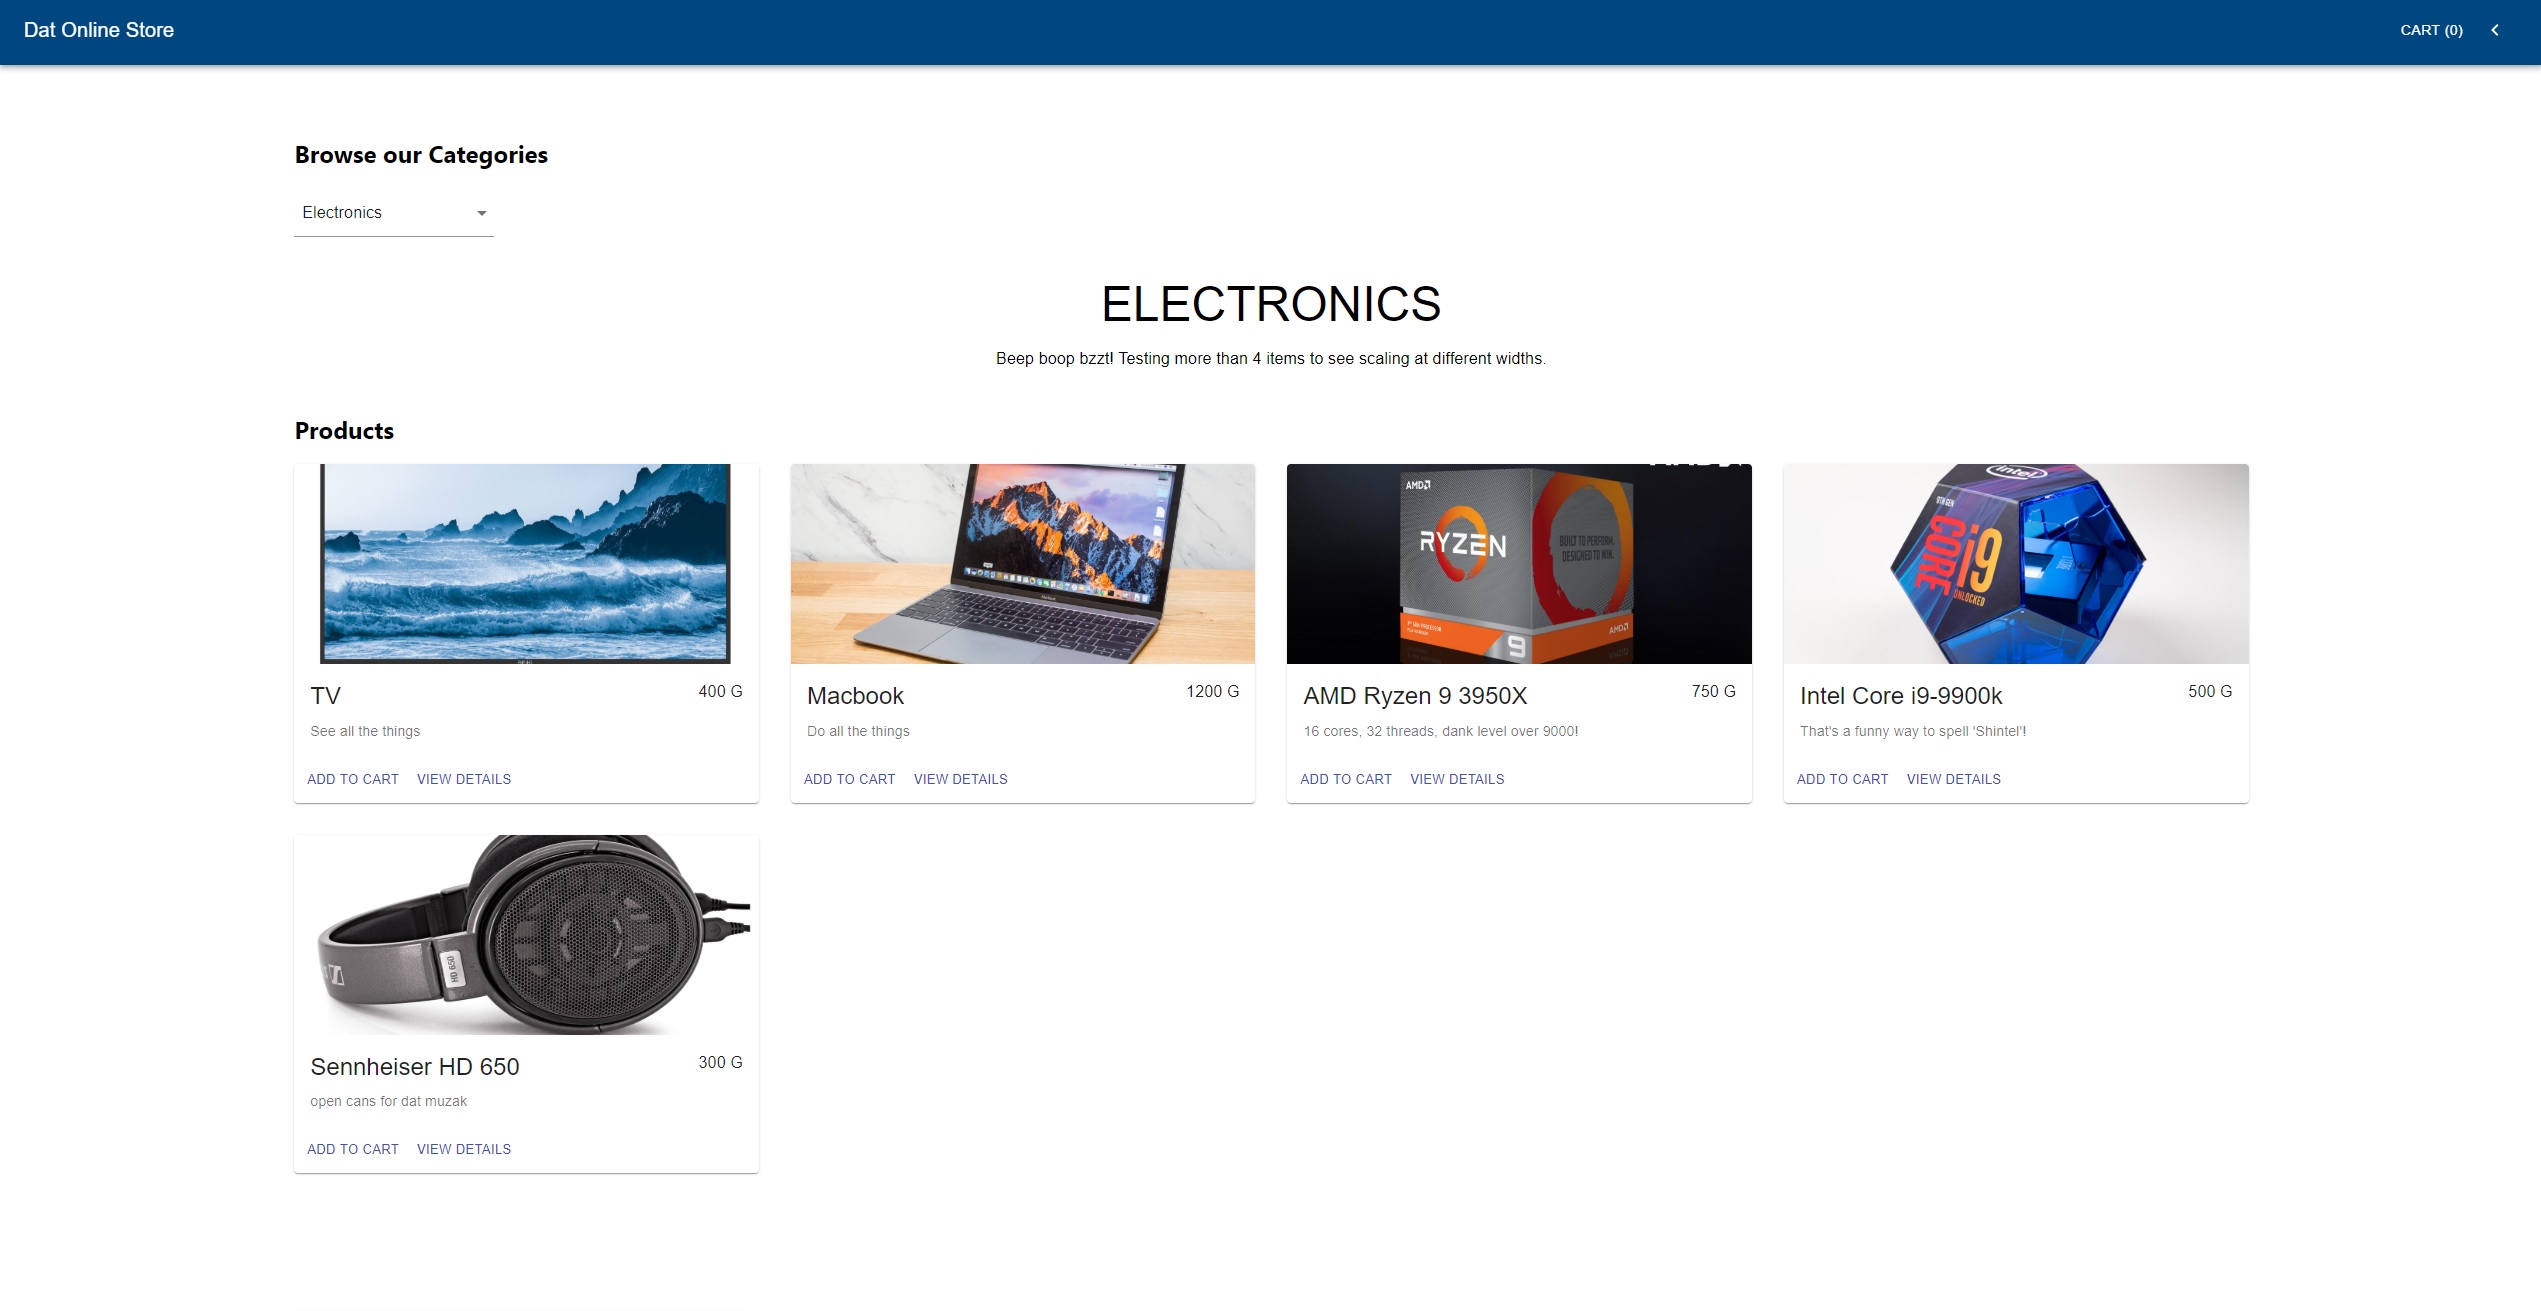 Dat Online Store
CART (0)
Browse our Categories
Electronics
ELECTRONICS
Beep boop bzzt! Testing more than 4 items to see scaling at different widths.
Products
AMD
RYZEN
BUILT TO PERFORM.
DESIGNED TO WIN.
AMD
9
intel
9TH GEN
CORE i9
UNLOCKED
TV
400 G
See all the things
ADD TO CART VIEW DETAILS
Macbook
1200 G
Do all the things
ADD TO CART VIEW DETAILS
AMD Ryzen 9 3950X
750 G
16 cores, 32 threads, dank level over 9000!
ADD TO CART VIEW DETAILS
Intel Core i9-9900k
500 G
That's a funny way to spell 'Shintel'!
ADD TO CART VIEW DETAILS
HD 650
Sennheiser HD 650
300 G
open cans for dat muzak
ADD TO CART VIEW DETAILS